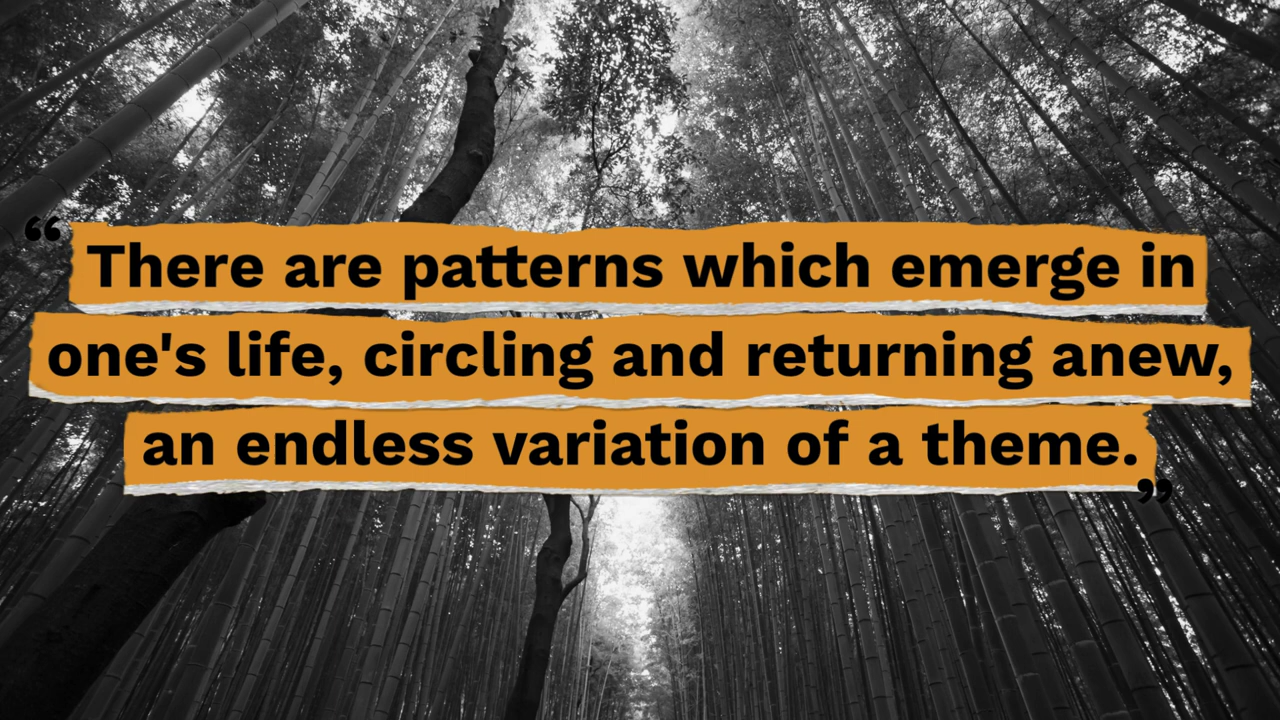 “There are patterns which emerge in
one's life, circling and returning anew,
an endless variation of a theme.”